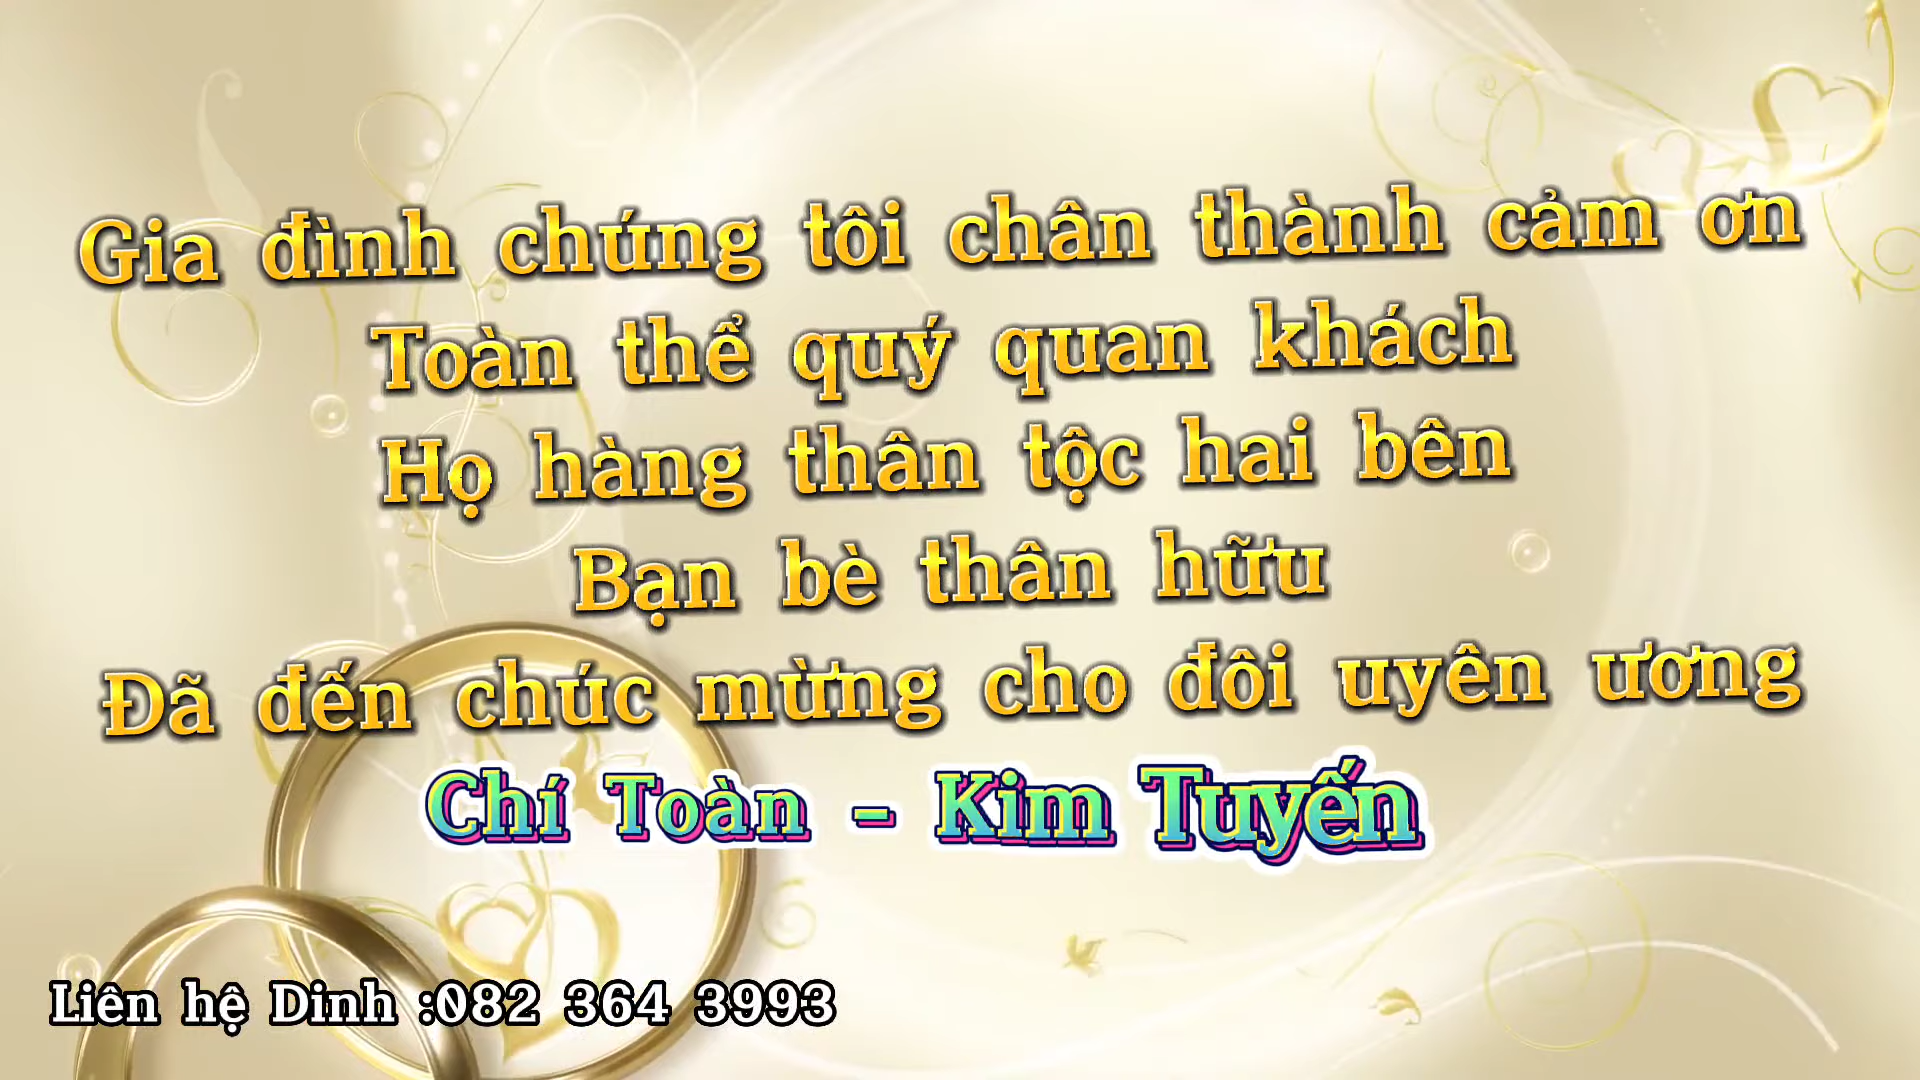 Gia đình chúng tôi chân thành cảm ơn
Toàn thể quý quan khách
Họ hàng thân tộc hai bên
Bạn bè thân hữu
Đã đến chúc mừng cho đôi uyên ương
Chí Toàn - Kim Tuyến
Liên hệ Dinh :082 364 3993